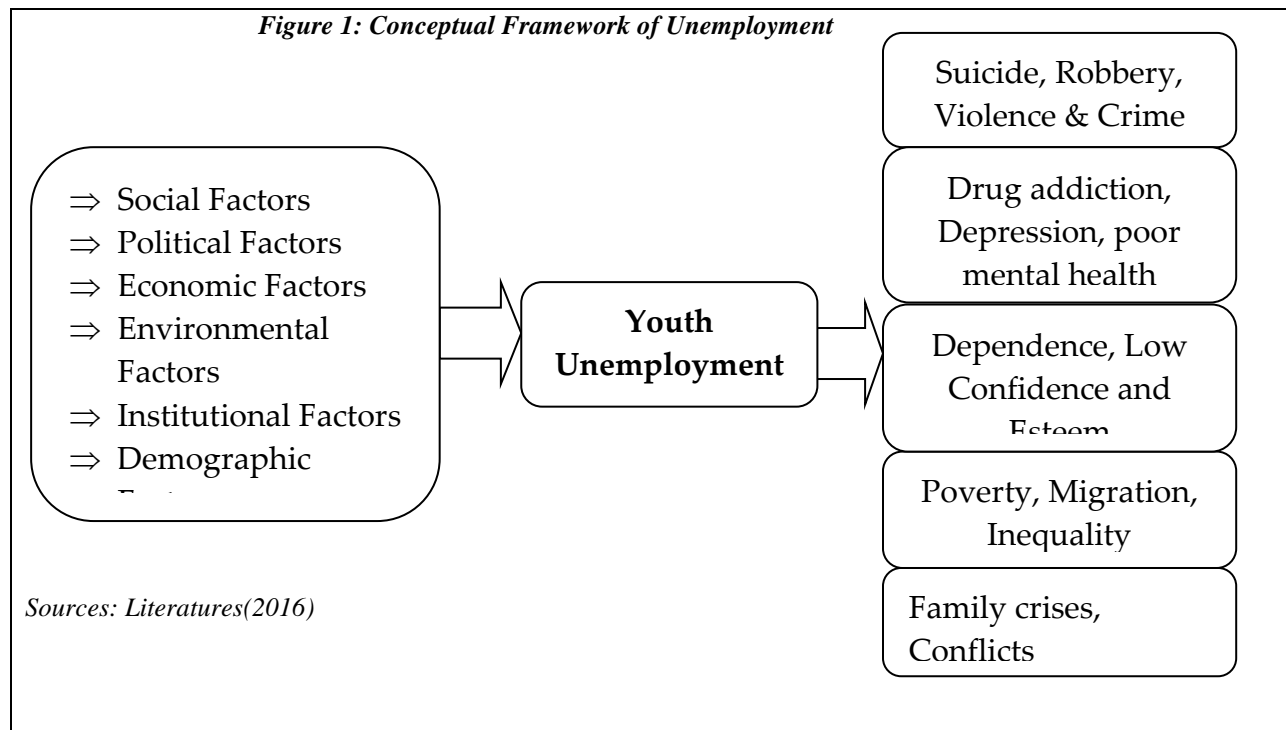 Figure 1: Conceptual Framework of Unemployment
⇒ Social Factors
⇒ Political Factors
⇒ Economic Factors
⇒ Environmental
Factors
⇒ Institutional Factors
⇒ Demographic
Youth
Unemployment
Suicide, Robbery,
Violence & Crime
Drug addiction,
Depression, poor
mental health
Dependence, Low
Confidence and
Esteem
Poverty, Migration,
Inequality
Family crises,
Conflicts
Sources: Literatures(2016)